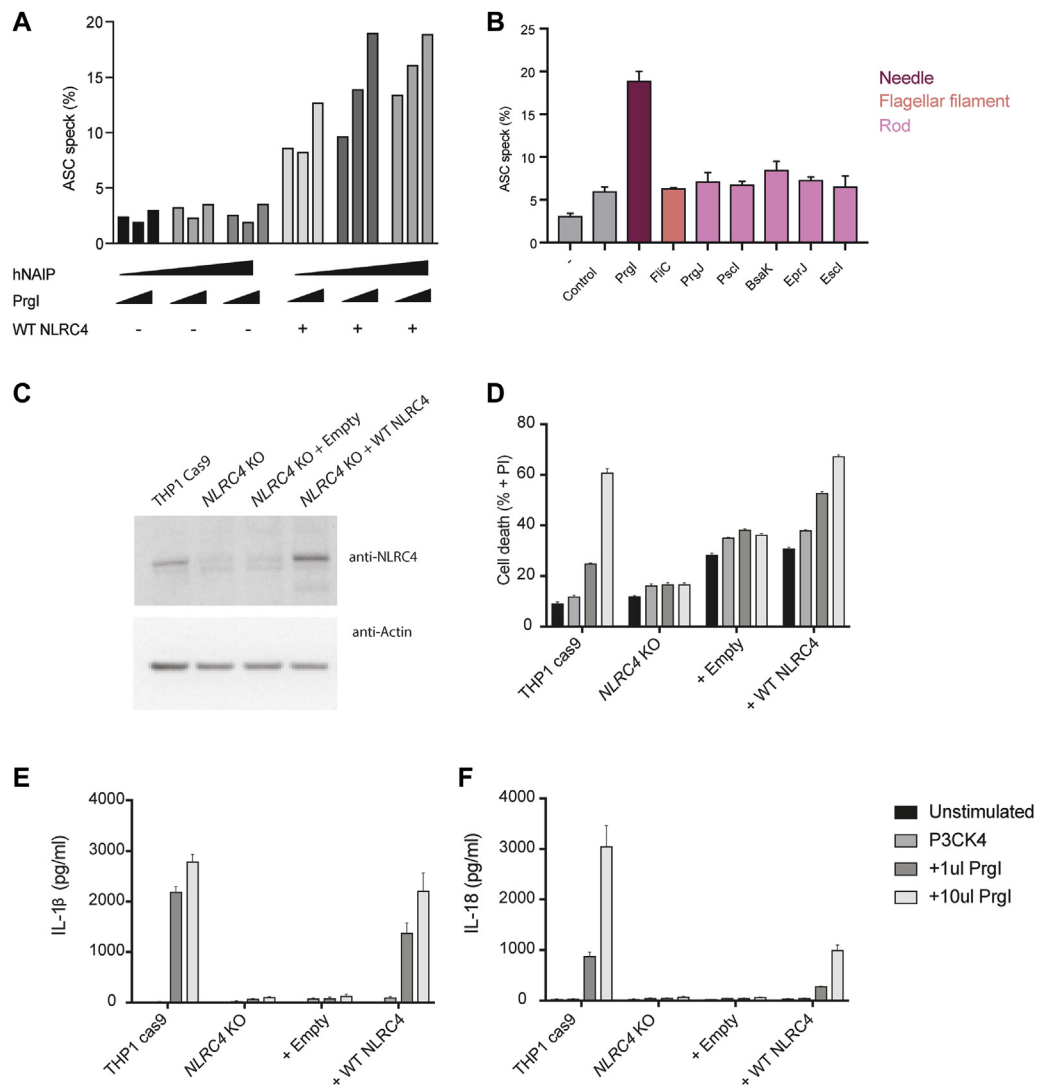 A
ASC speck (%)
20
15
10
5
0
hNAIP
PrgI
WT NLRC4 - - - + + +
B
ASC speck (%)
25
20
15
10
5
0
- Control PrgI FliC PrgJ PscI BsaK EprJ EscI
Needle
Flagellar filament
Rod
C
THP1 Cas9
NLRC4 KO
NLRC4 KO + Empty
NLRC4 KO + WT NLRC4
anti-NLRC4
anti-Actin
D
Cell death (% + PI)
80
60
40
20
0
THP1 cas9
NLRC4 KO
+ Empty
+ WT NLRC4
E
IL-1β (pg/ml)
4000
3000
2000
1000
0
THP1 cas9
NLRC4 KO
+ Empty
+ WT NLRC4
F
IL-18 (pg/ml)
4000
3000
2000
1000
0
THP1 cas9
NLRC4 KO
+ Empty
+ WT NLRC4
Unstimulated
P3CK4
+1ul PrgI
+10ul PrgI